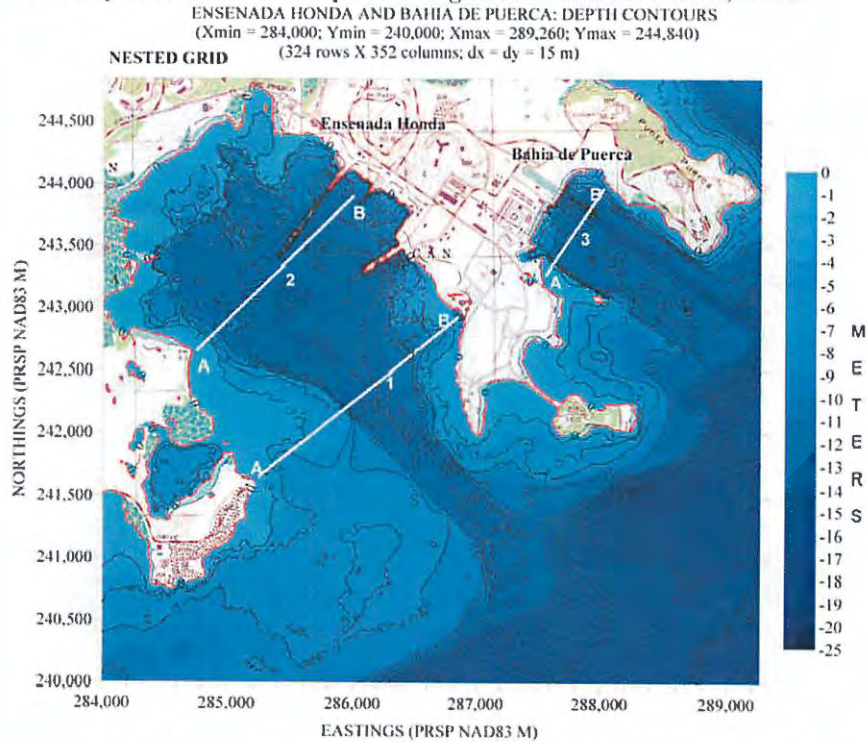 ENSENADA HONDA AND BAHIA DE PUERCA: DEPTH CONTOURS
(Xmin = 284,000; Ymin = 240,000; Xmax = 289,260; Ymax = 244,840)
(324 rows X 352 columns; dx = dy = 15 m)
NESTED GRID
Ensenada Honda
Bahia de Puerca
PUNTA
PUERCA
244,500
244,000
243,500
243,000
242,500
242,000
241,500
241,000
240,500
240,000
NORTHINGS (PRSP NAD83 M)
B
2
A
B
1
A
B
3
A
284,000
285,000
286,000
287,000
288,000
289,000
EASTINGS (PRSP NAD83 M)
0
-1
-2
-3
-4
-5
-6
-7
-8
-9
-10
-11
-12
-13
-14
-15
-16
-17
-18
-19
-20
-25
METERS